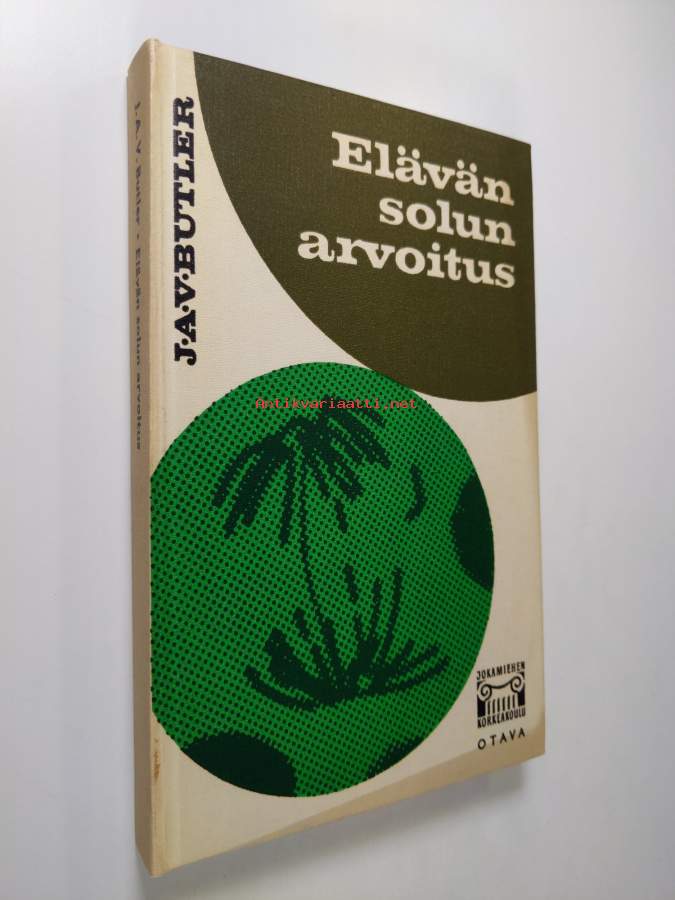 J.A.V. Butler • Elävän solun arvoitus
J·A·V·BUTLER
Elävän
solun
arvoitus
Antikvariaatti.net
JOKAMIEHEN
KORKEAKOULU
OTAVA